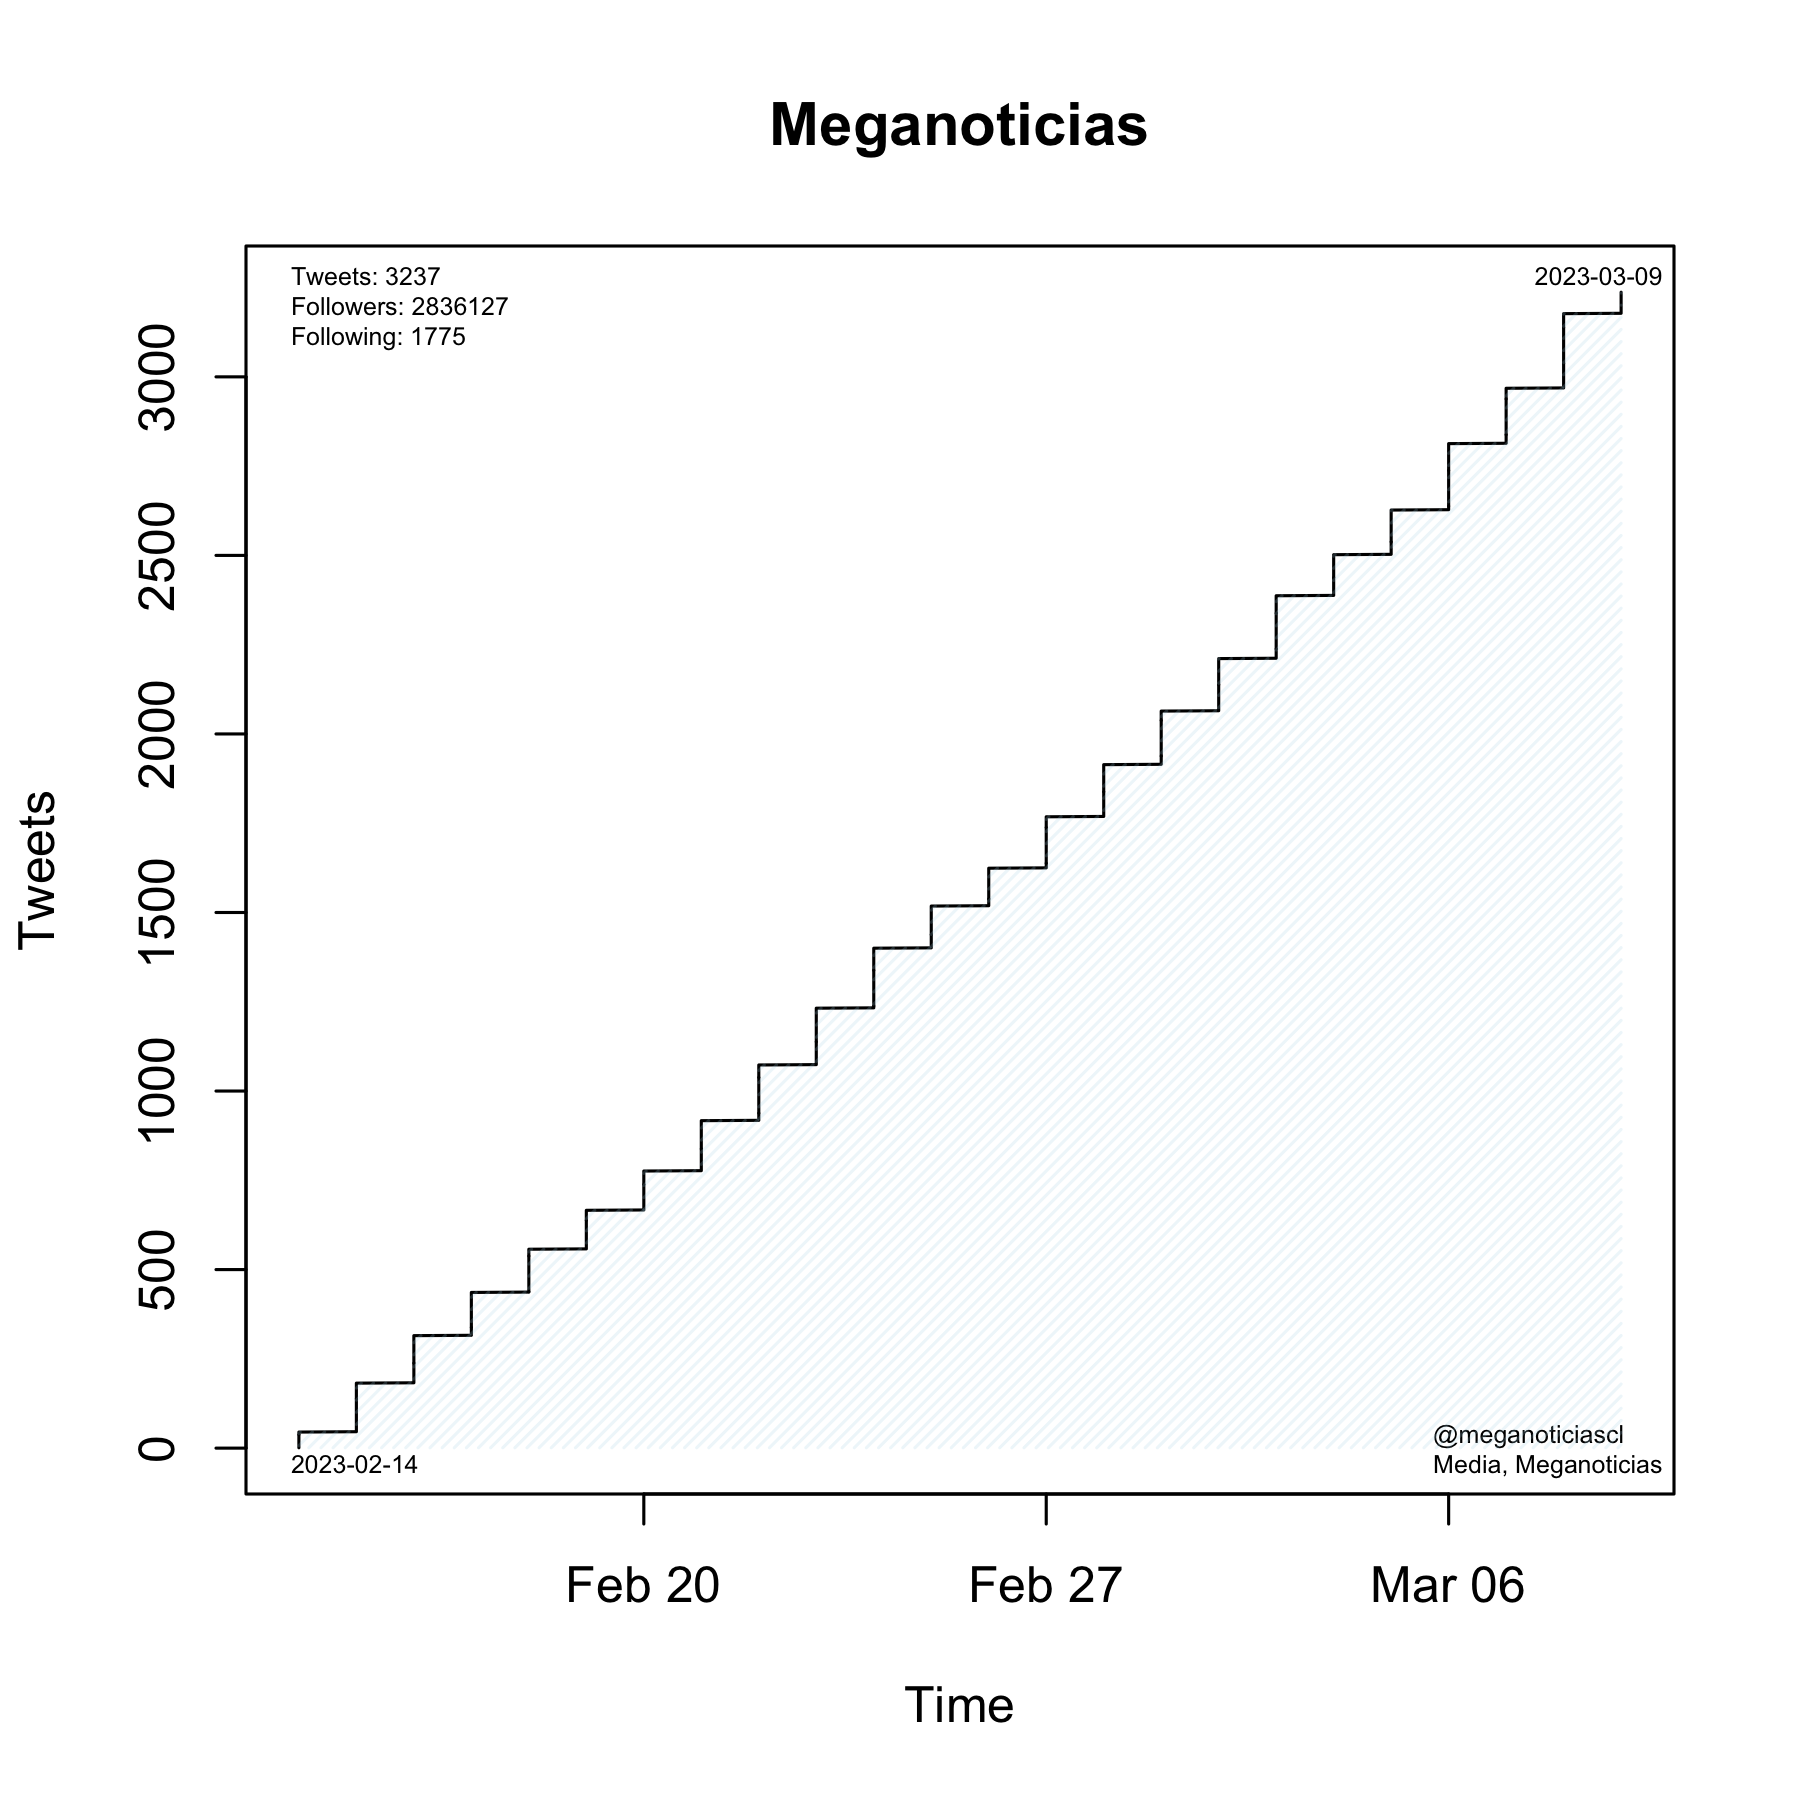 Meganoticias
Tweets: 3237
Followers: 2836127
Following: 1775
2023-03-09
3000
2500
2000
1500
1000
500
0
Tweets
2023-02-14
@meganoticiascl
Media, Meganoticias
Feb 20
Feb 27
Mar 06
Time